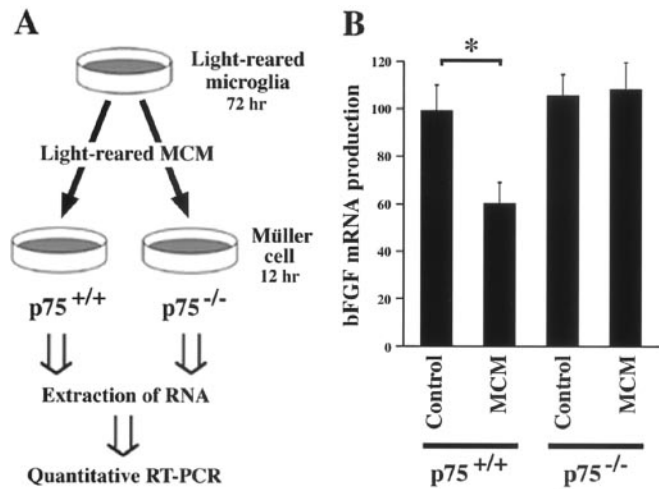 A
Light-reared
microglia
72 hr
Light-reared MCM
Müller
cell
12 hr
p75 +/+
p75 -/-
Extraction of RNA
Quantitative RT-PCR
B
*
bFGF mRNA production
120
100
80
60
40
20
0
Control
MCM
Control
MCM
p75 +/+
p75 -/-